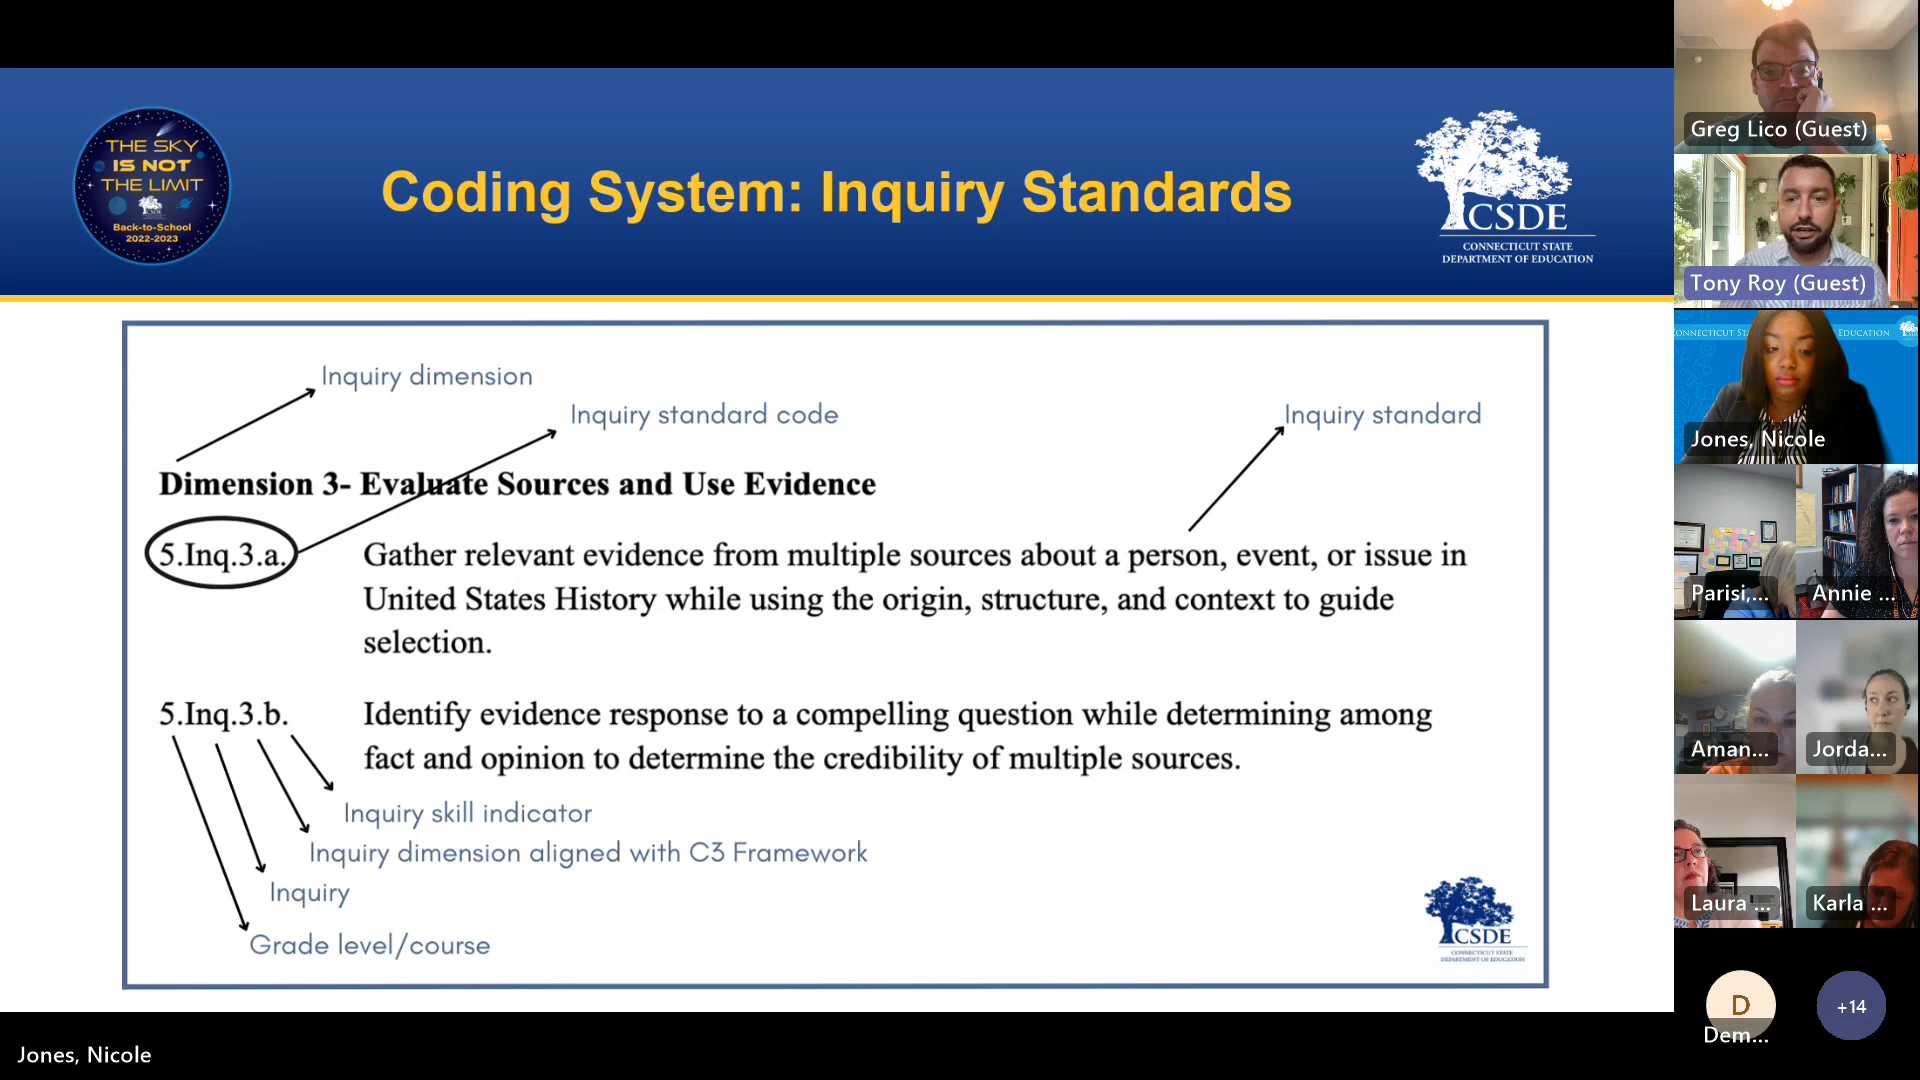 THE SKY
IS NOT
THE LIMIT
Back-to-School
2022-2023
Coding System: Inquiry Standards
CSDE
CONNECTICUT STATE
DEPARTMENT OF EDUCATION
Inquiry dimension
Inquiry standard code
Inquiry standard
Dimension 3- Evaluate Sources and Use Evidence
5.Inq.3.a.
Gather relevant evidence from multiple sources about a person, event, or issue in
United States History while using the origin, structure, and context to guide
selection.
5.Inq.3.b.
Identify evidence response to a compelling question while determining among
fact and opinion to determine the credibility of multiple sources.
Inquiry skill indicator
Inquiry dimension aligned with C3 Framework
Inquiry
Grade level/course
CSDE
CONNECTICUT STATE
DEPARTMENT OF EDUCATION
Jones, Nicole
Greg Lico (Guest)
Tony Roy (Guest)
EDUCATION
Jones, Nicole
Parisi,...
Annie ...
Aman...
Jorda...
Laura ...
Karla ...
D
Dem...
+14